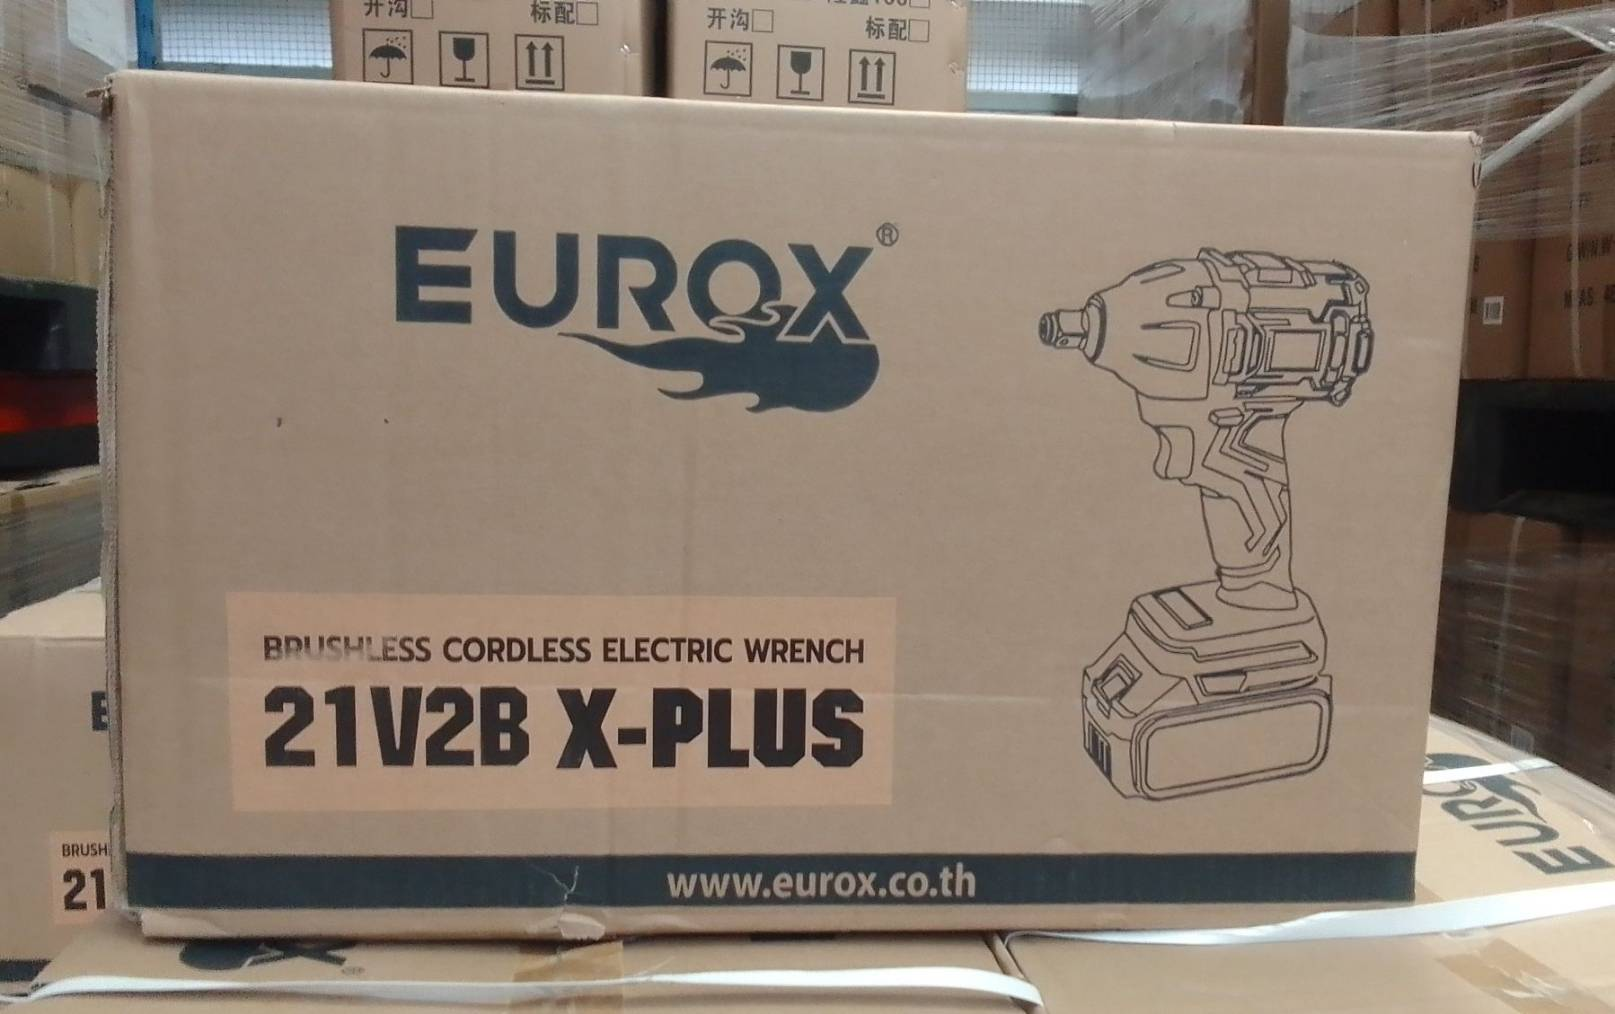 开沟□ 标配□
开沟□ 标配□
EUROX®
BRUSHLESS CORDLESS ELECTRIC WRENCH
21V2B X-PLUS
www.eurox.co.th
E
BRUSH
21
EUROX
X®